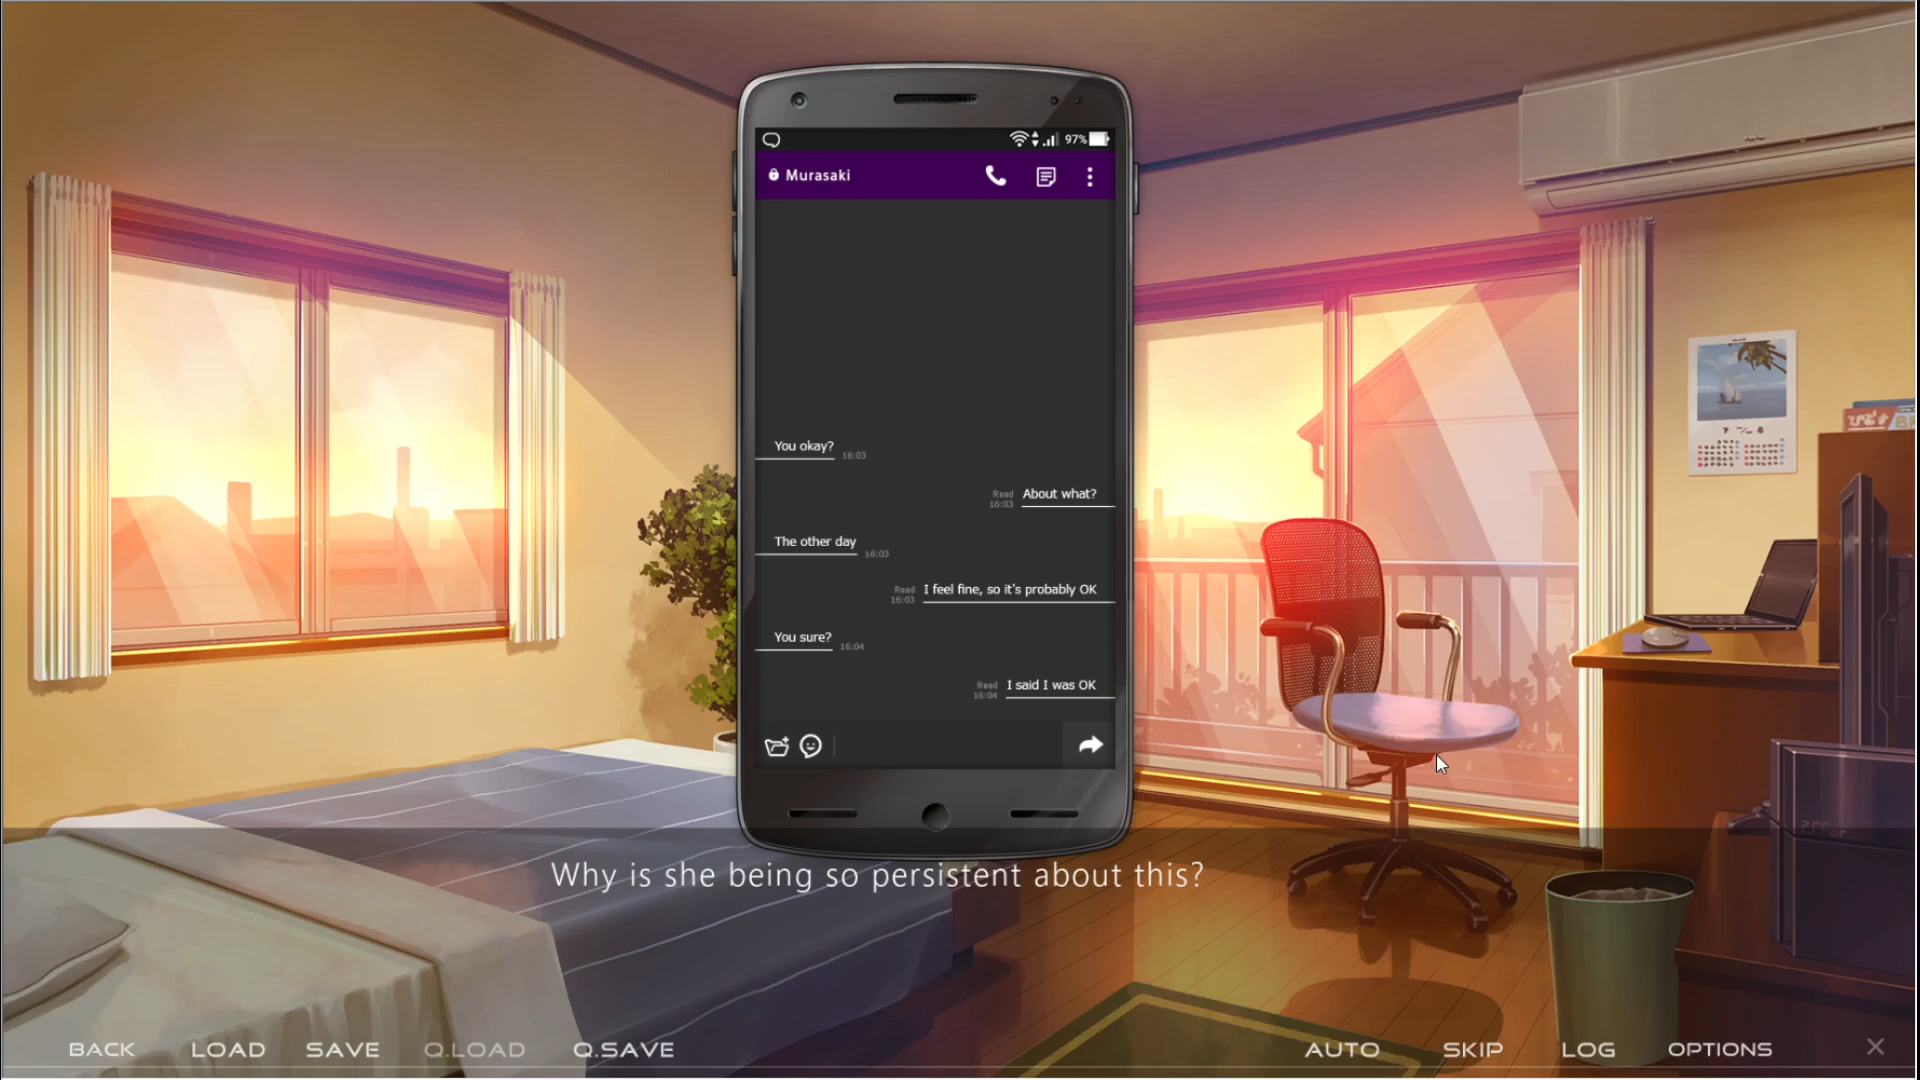 97%
Murasaki
You okay?
16:03
Read
16:03
About what?
The other day
16:03
Read
16:03
I feel fine, so it's probably OK
You sure?
16:04
Read
16:04
I said I was OK
Why is she being so persistent about this?
BACK LOAD SAVE Q.LOAD Q.SAVE AUTO SKIP LOG OPTIONS